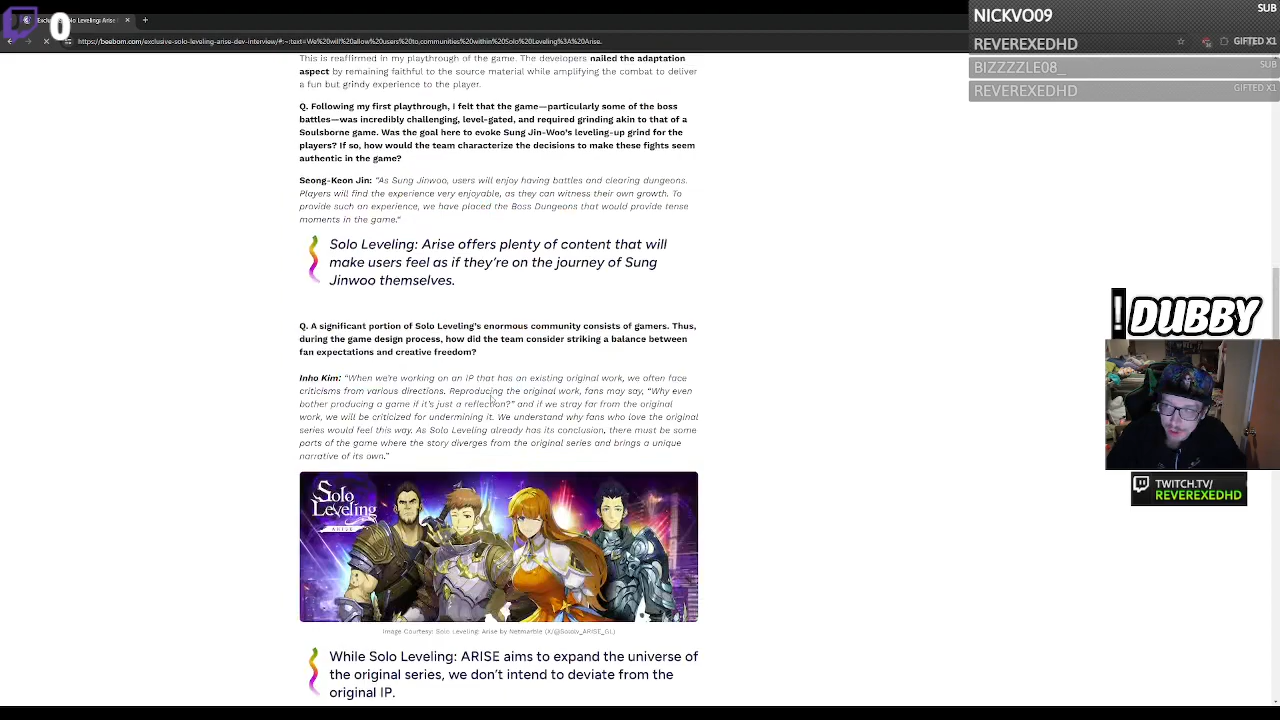 0
Exclu
Solo Leveling: Arise
https://beebom.com/exclusive-solo-leveling-arise-dev-interview/#:~:text=We%20will%20allow%20users%20to,communities%20within%20Solo%20Leveling%3A%20Arise.
NICKVO09 SUB
REVEREXEDHD GIFTED X1
BIZZZZLE08_ SUB
REVEREXEDHD GIFTED X1
This is reaffirmed in my playthrough of the game. The developers nailed the adaptation
aspect by remaining faithful to the source material while amplifying the combat to deliver
a fun but grindy experience to the player.
Q. Following my first playthrough, I felt that the game—particularly some of the boss
battles—was incredibly challenging, level-gated, and required grinding akin to that of a
Soulsborne game. Was the goal here to evoke Sung Jin-Woo's leveling-up grind for the
players? If so, how would the team characterize the decisions to make these fights seem
authentic in the game?
Seong-Keon Jin: "As Sung Jinwoo, users will enjoy having battles and clearing dungeons.
Players will find the experience very enjoyable, as they can witness their own growth. To
provide such an experience, we have placed the Boss Dungeons that would provide tense
moments in the game."
Solo Leveling: Arise offers plenty of content that will
make users feel as if they're on the journey of Sung
Jinwoo themselves.
Q. A significant portion of Solo Leveling's enormous community consists of gamers. Thus,
during the game design process, how did the team consider striking a balance between
fan expectations and creative freedom?
Inho Kim: "When we're working on an IP that has an existing original work, we often face
criticisms from various directions. Reproducing the original work, fans may say, "Why even
bother producing a game if it's just a reflection?" and if we stray far from the original
work, we will be criticized for undermining it. We understand why fans who love the original
series would feel this way. As Solo Leveling already has its conclusion, there must be some
parts of the game where the story diverges from the original series and brings a unique
narrative of its own."
Solo
Leveling
ARISE
Image Courtesy: Solo Leveling: Arise by Netmarble (X/@SoloLv_ARISE_GL)
While Solo Leveling: ARISE aims to expand the universe of
the original series, we don't intend to deviate from the
original IP.
!DUBBY
TWITCH.TV/
REVEREXEDHD